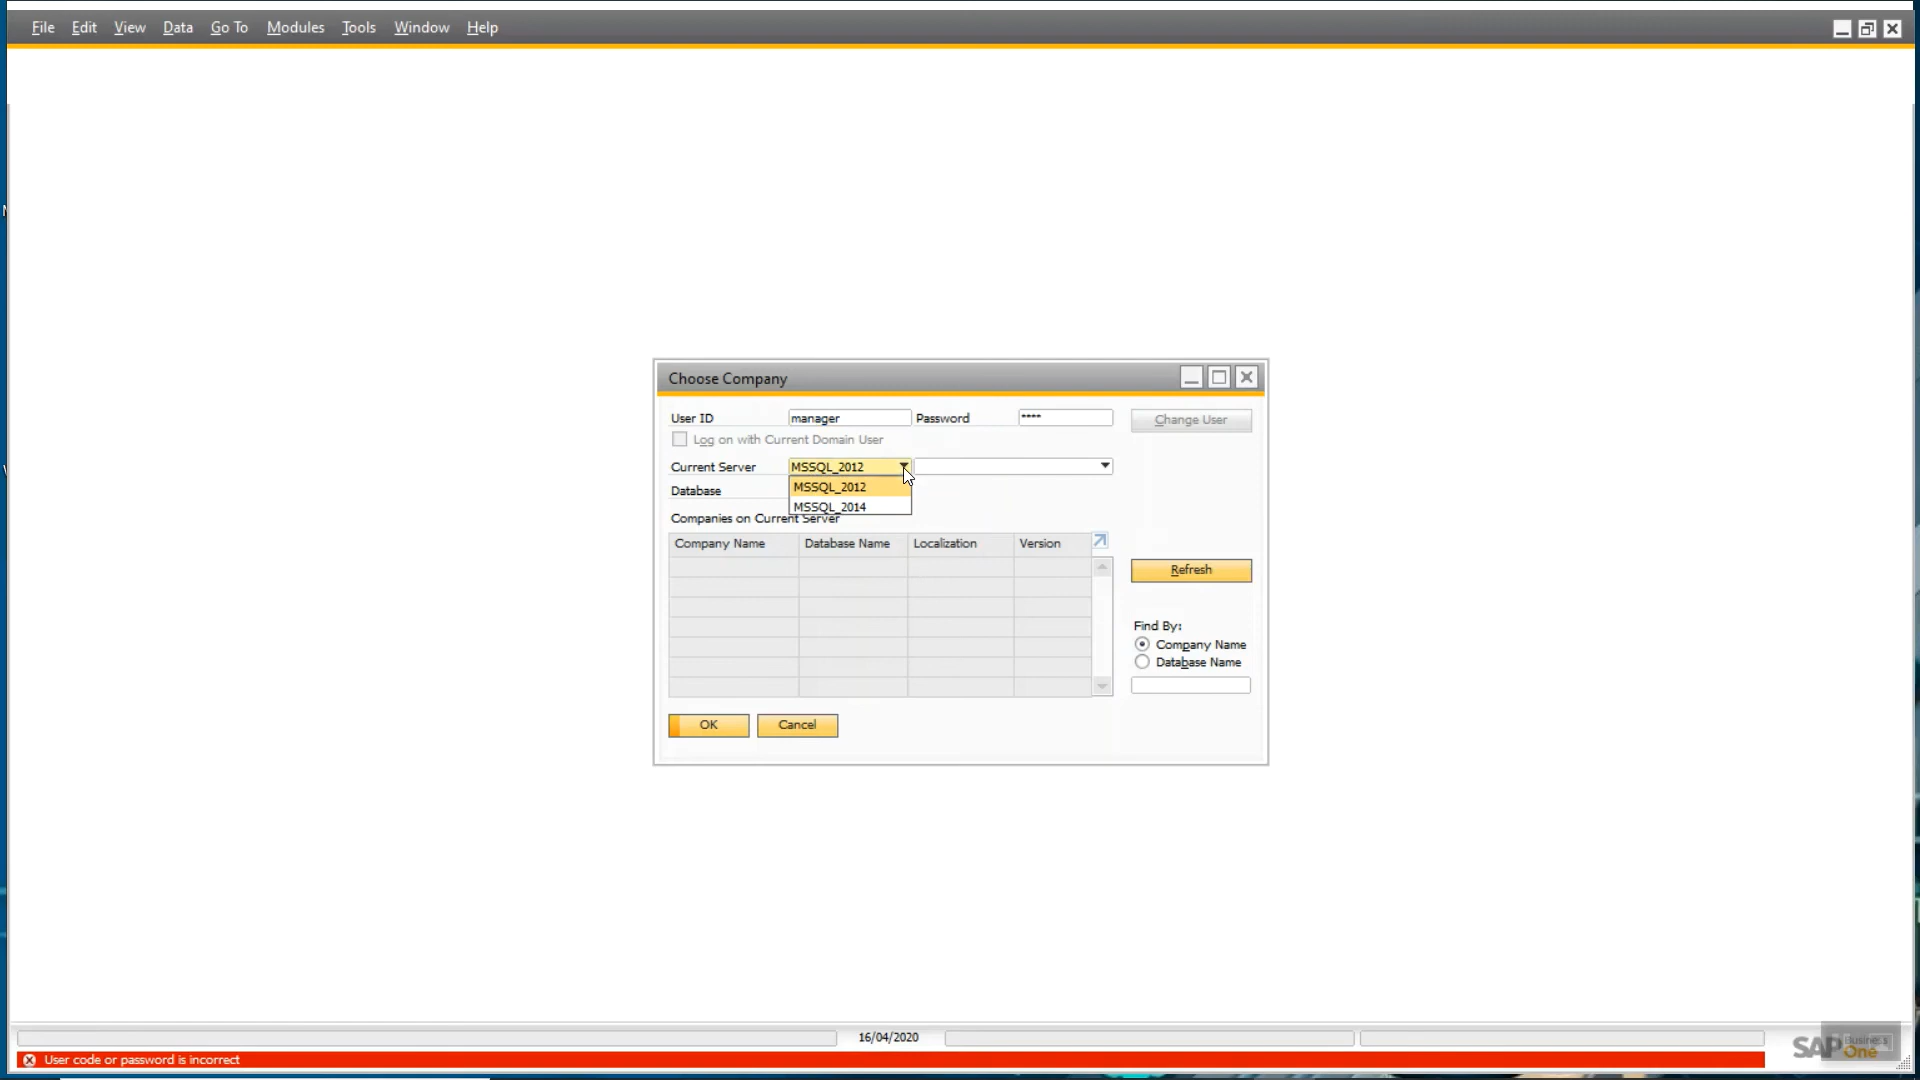 File Edit View Data Go To Modules Tools Window Help
Choose Company
User ID manager Password **** Change User
Log on with Current Domain User
Current Server MSSQL_2012
MSSQL_2012
Database
MSSQL_2014
Companies on Current Server
Company Name Database Name Localization Version
Refresh
Find By:
Company Name
Database Name
OK Cancel
16/04/2020
SAP Business One
User code or password is incorrect